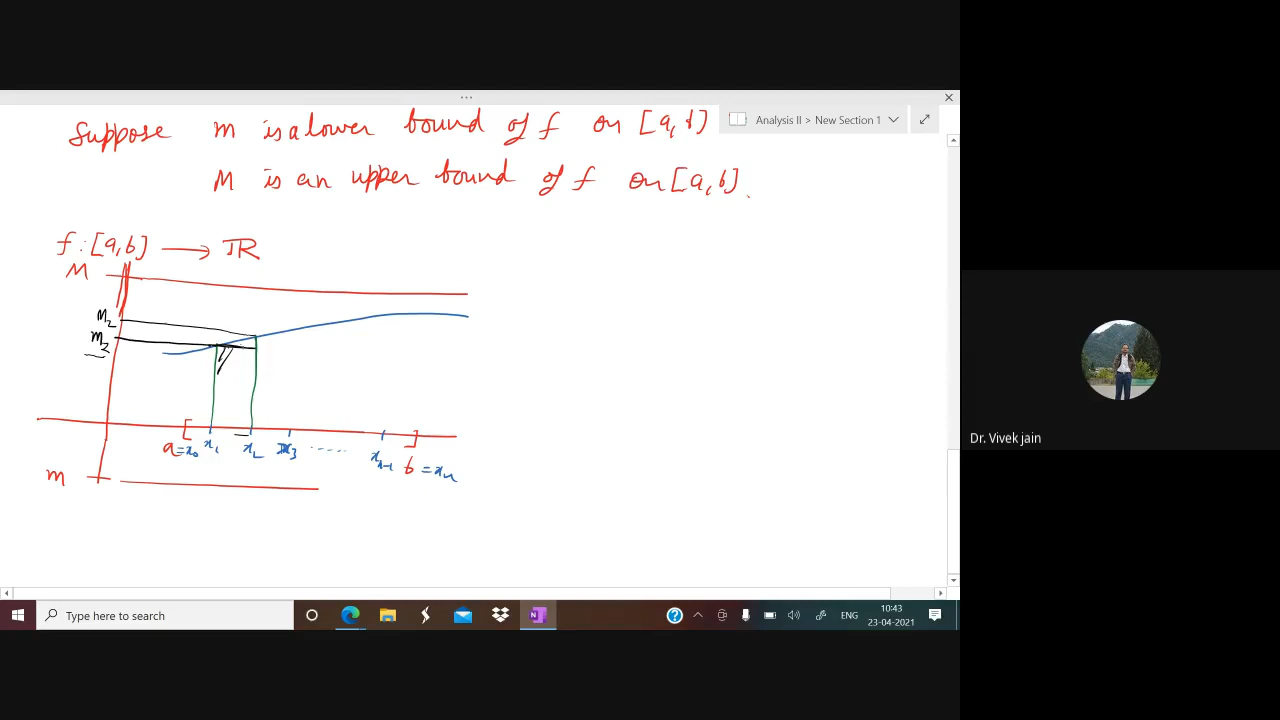 Suppose m is a lower bound of f on [a, b]
Analysis II > New Section 1
M is an upper bound of f on [a, b].
f : [a, b] → IR
M
M₂
m₂
a = x₀ x₁ x₂ x₃ ...... xₙ₋₁ b = xₙ
m
Dr. Vivek jain
Type here to search
ENG
10:43
23-04-2021